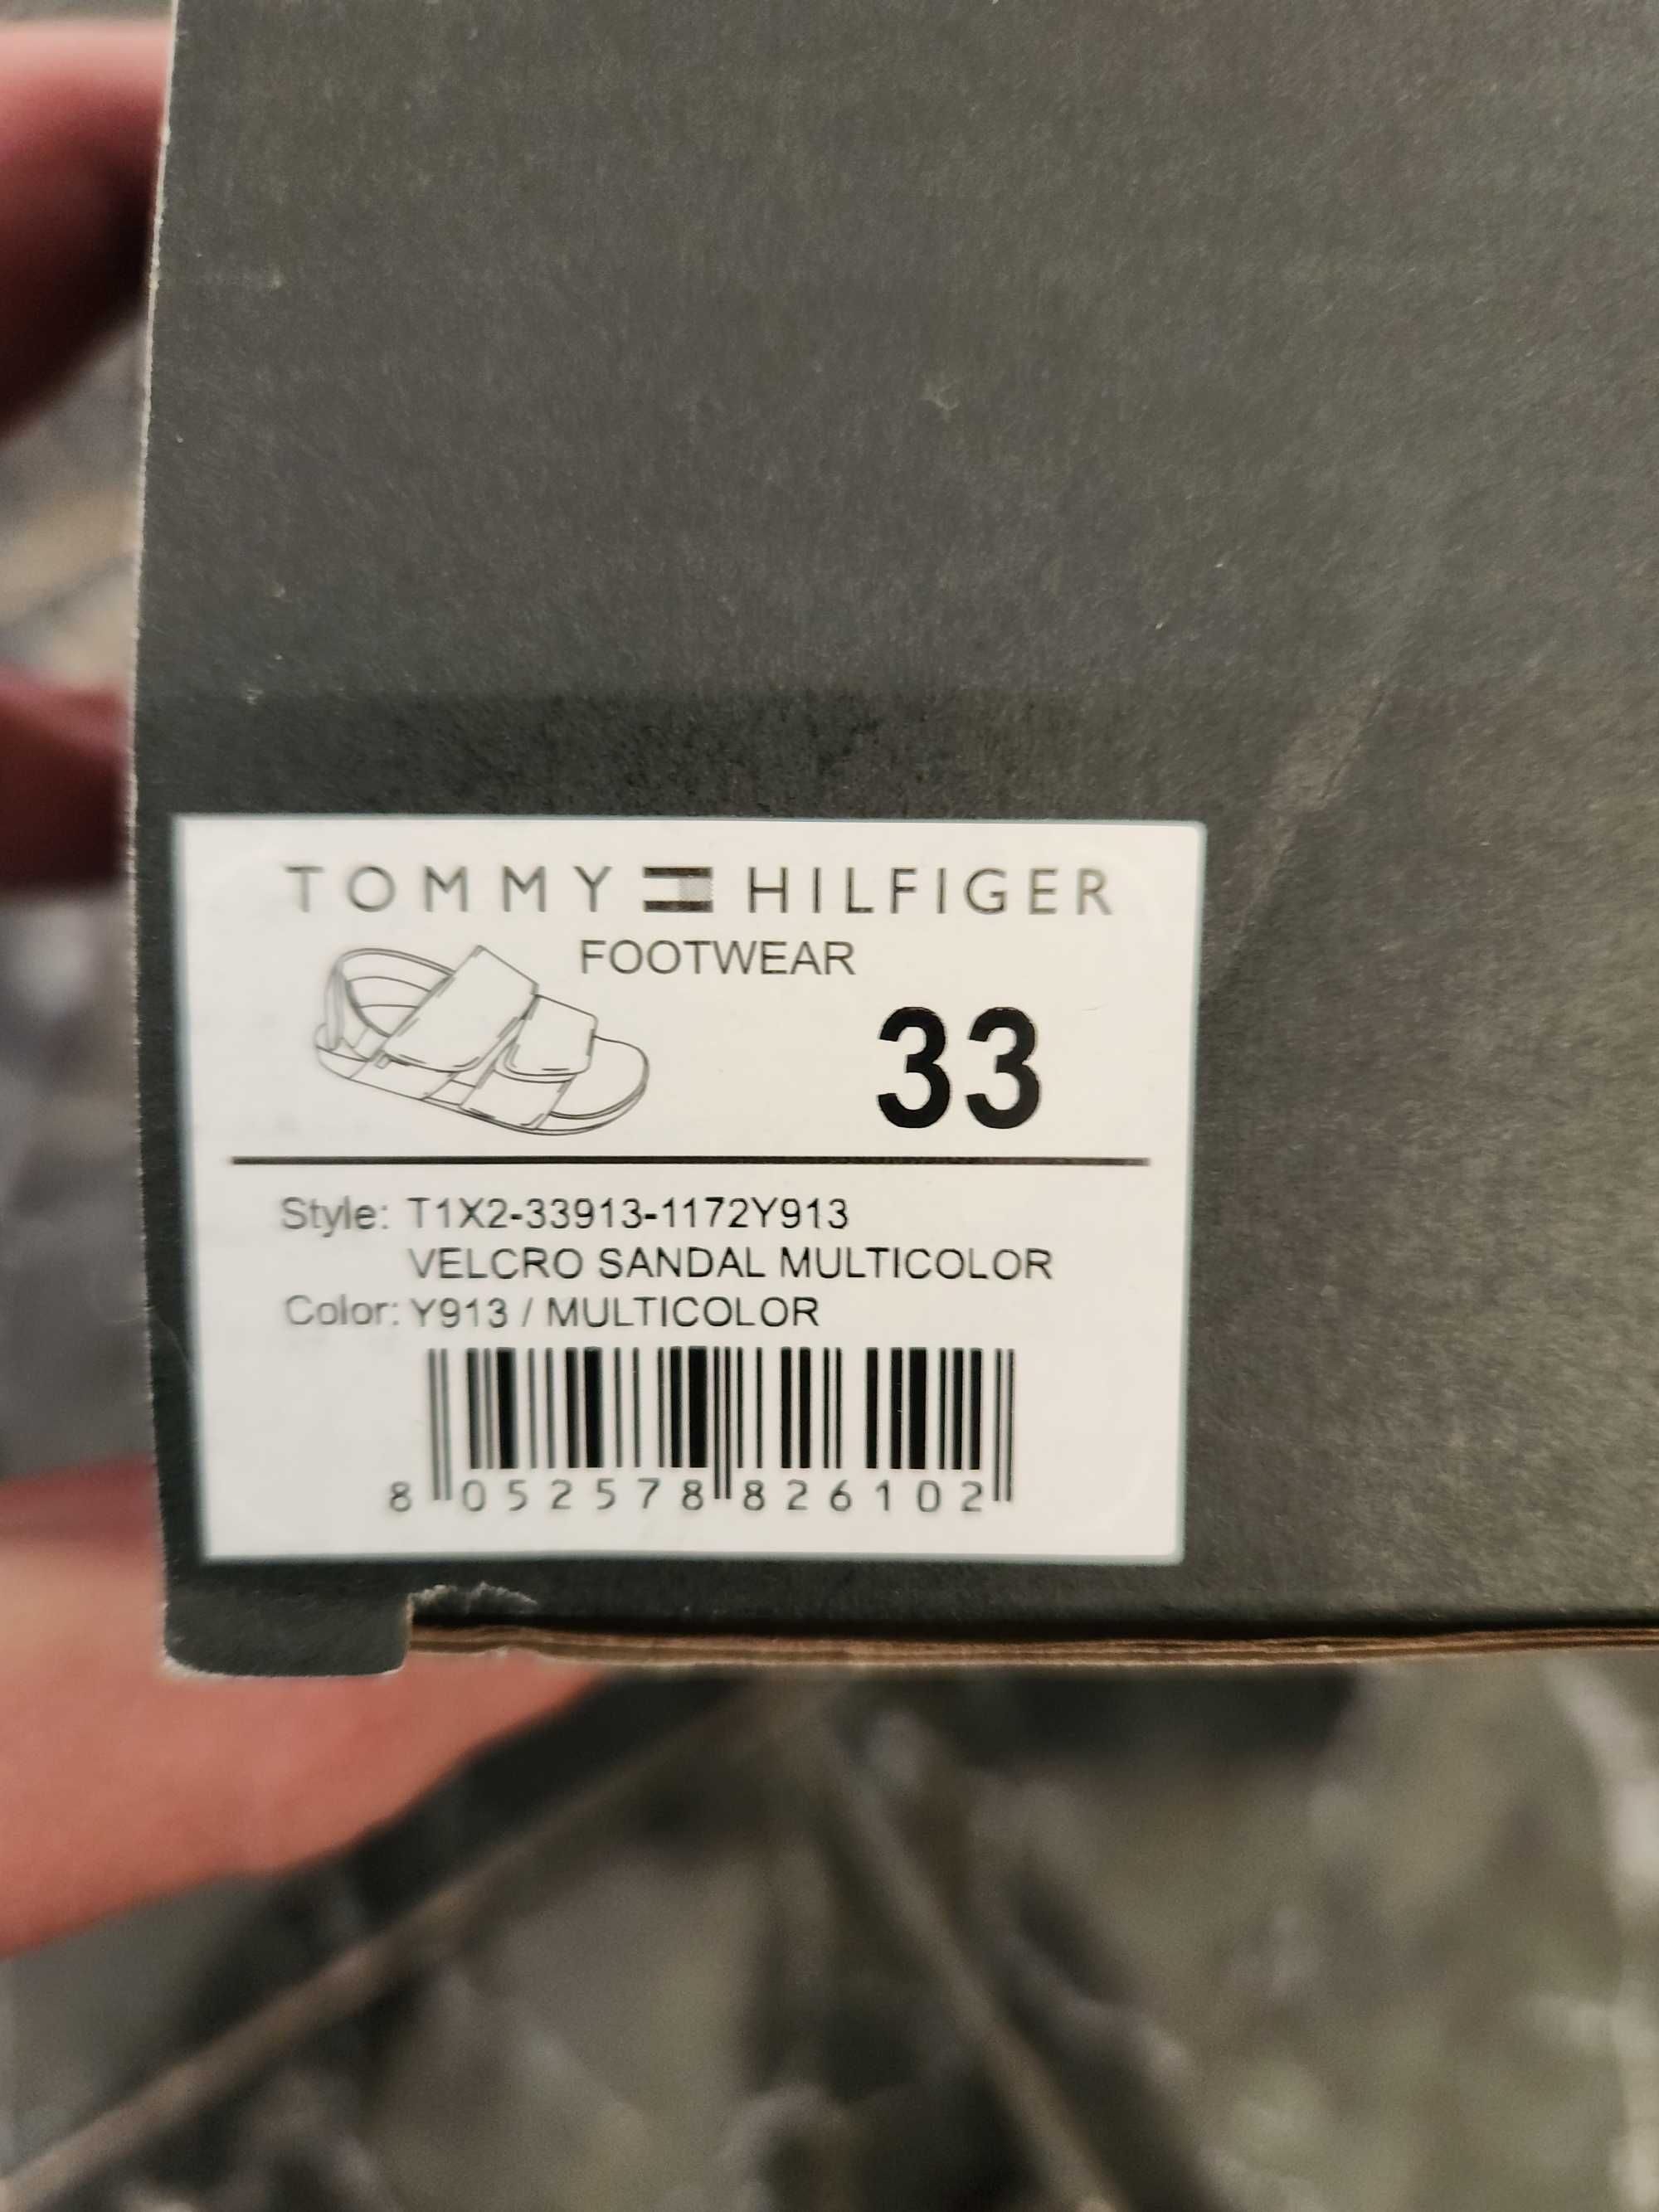 TOMMY HILFIGER
FOOTWEAR
33
Style: T1X2-33913-1172Y913
VELCRO SANDAL MULTICOLOR
Color: Y913 / MULTICOLOR
8 052578 826102